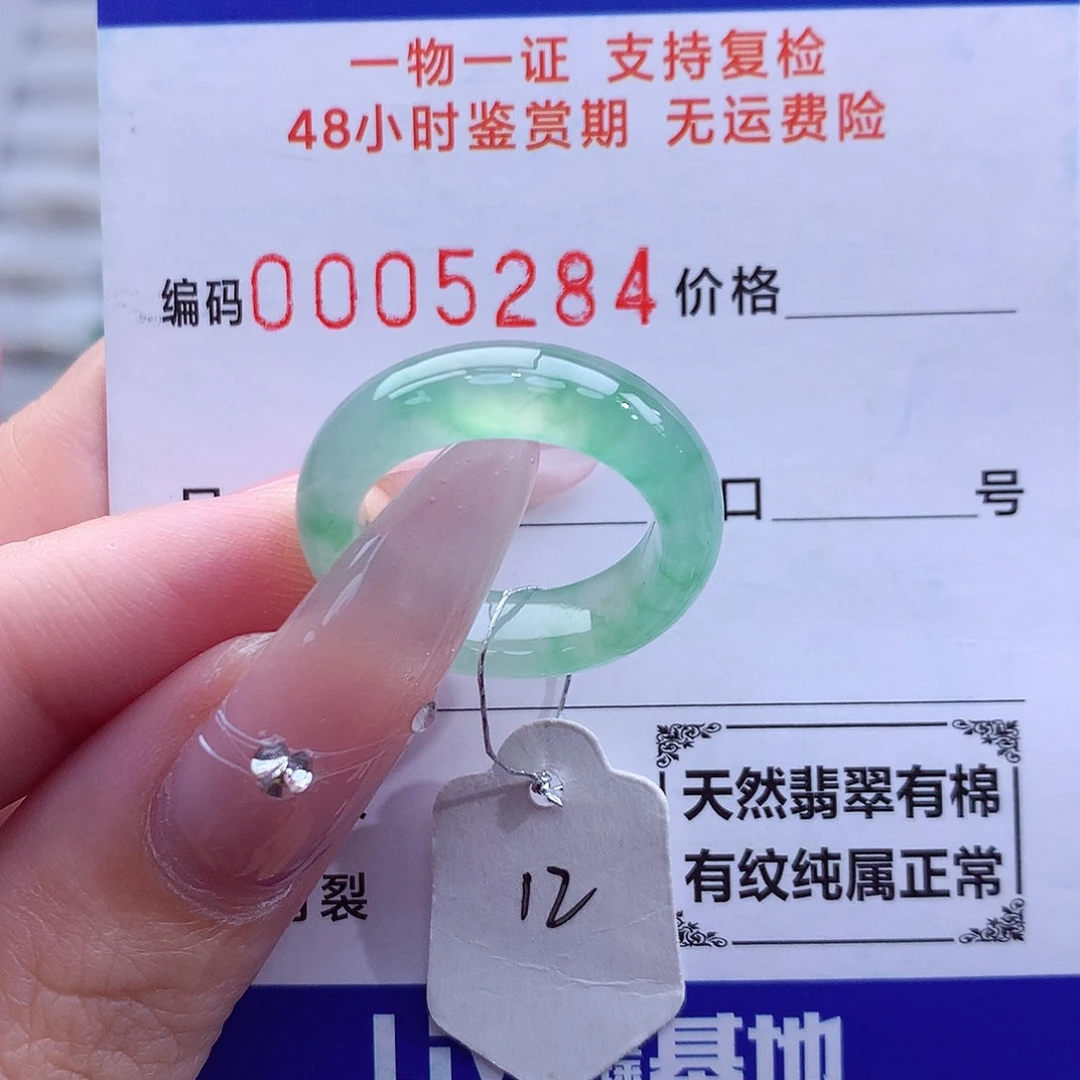 一物一证 支持复检
48小时鉴赏期 无运费险
编码0005284价格
口 号
天然翡翠有棉
有纹纯属正常
裂
12
基地